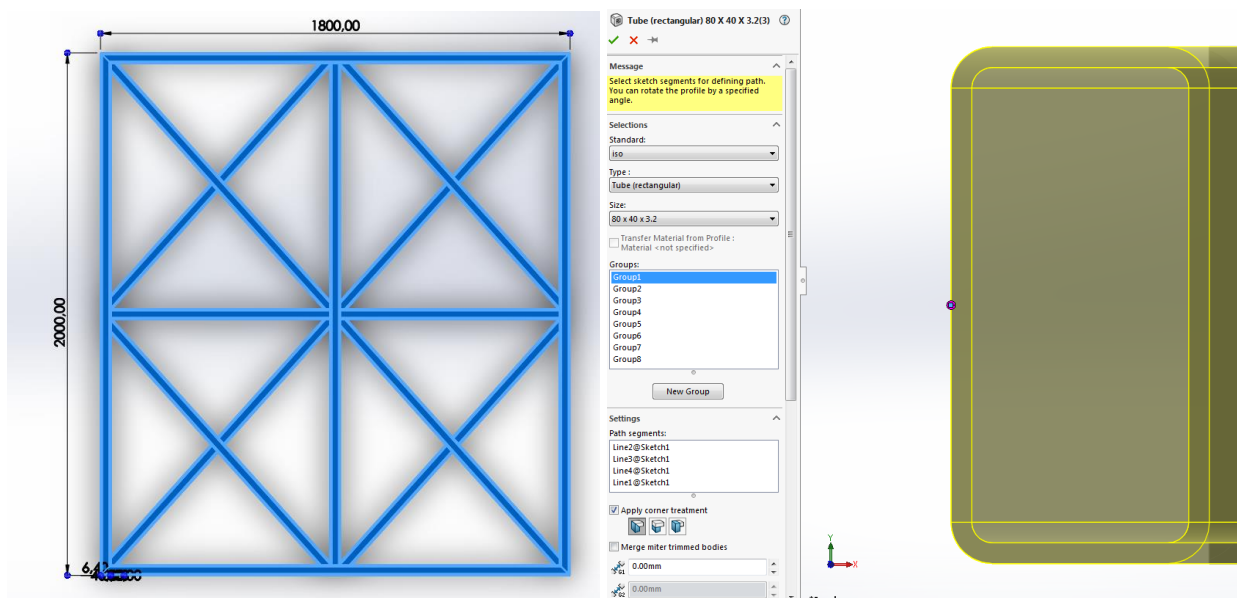 1800,00
2000,00
Tube (rectangular) 80 X 40 X 3.2(3)
Message
Select sketch segments for defining path.
You can rotate the profile by a specified
angle.
Selections
Standard:
iso
Type :
Tube (rectangular)
Size:
80 x 40 x 3.2
Transfer Material from Profile :
Material <not specified>
Groups:
Group1
Group2
Group3
Group4
Group5
Group6
Group7
Group8
New Group
Settings
Path segments:
Line2@Sketch1
Line3@Sketch1
Line4@Sketch1
Line1@Sketch1
Apply corner treatment
Merge miter trimmed bodies
G1
0.00mm
G2
0.00mm
Y
X